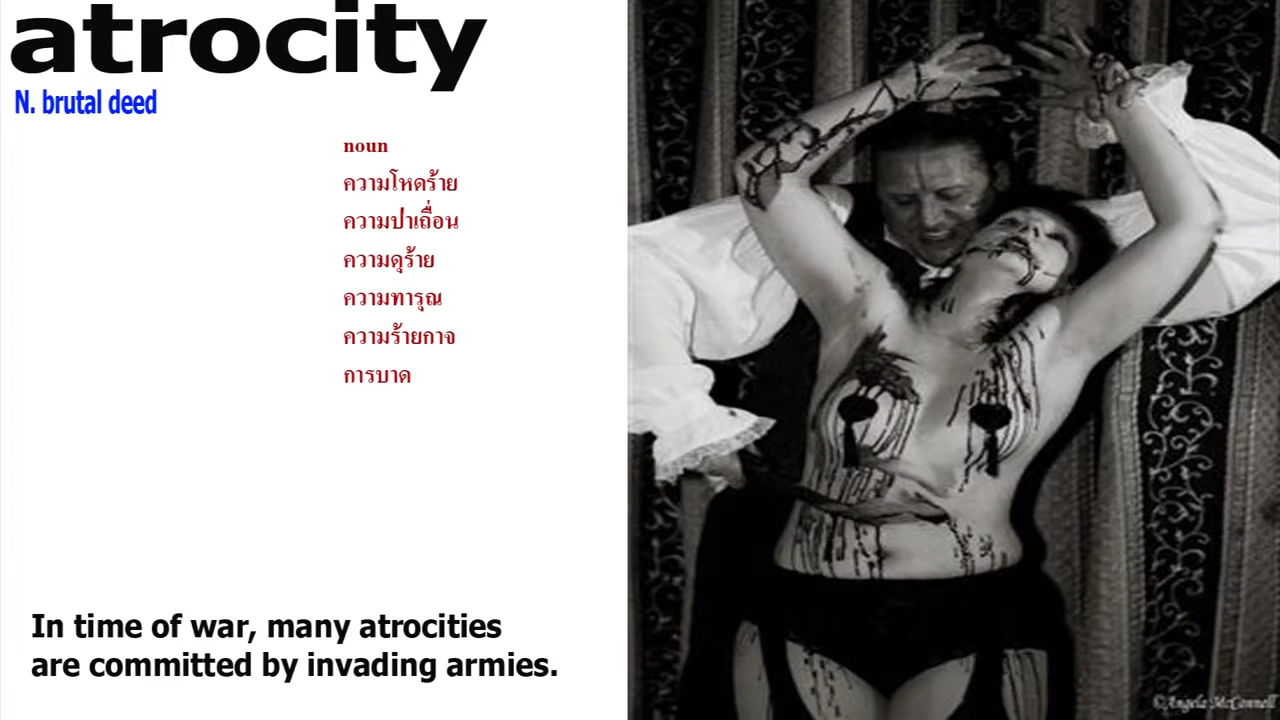 atrocity
N. brutal deed
noun
ความโหดร้าย
ความป่าเถื่อน
ความดุร้าย
ความทารุณ
ความร้ายกาจ
การบาด
In time of war, many atrocities
are committed by invading armies.
©Angela McConnell